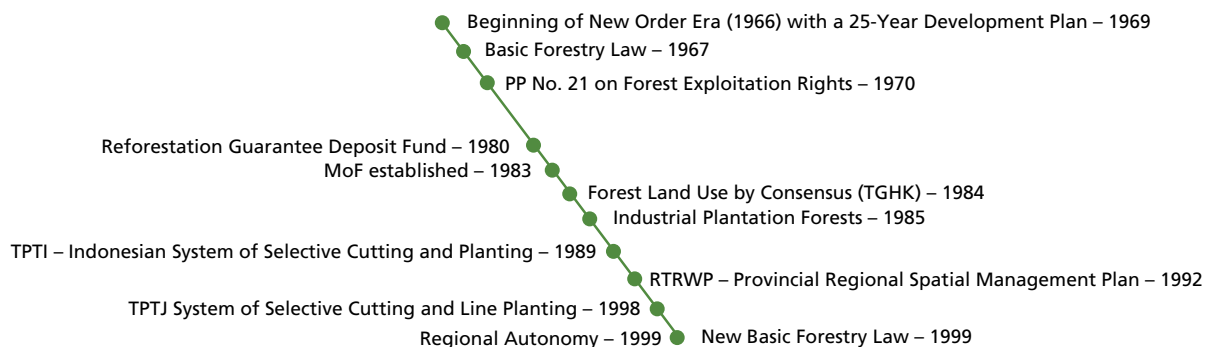 Beginning of New Order Era (1966) with a 25-Year Development Plan – 1969
Basic Forestry Law – 1967
PP No. 21 on Forest Exploitation Rights – 1970
Reforestation Guarantee Deposit Fund – 1980
MoF established – 1983
Forest Land Use by Consensus (TGHK) – 1984
Industrial Plantation Forests – 1985
TPTI – Indonesian System of Selective Cutting and Planting – 1989
RTRWP – Provincial Regional Spatial Management Plan – 1992
TPTJ System of Selective Cutting and Line Planting – 1998
Regional Autonomy – 1999
New Basic Forestry Law – 1999